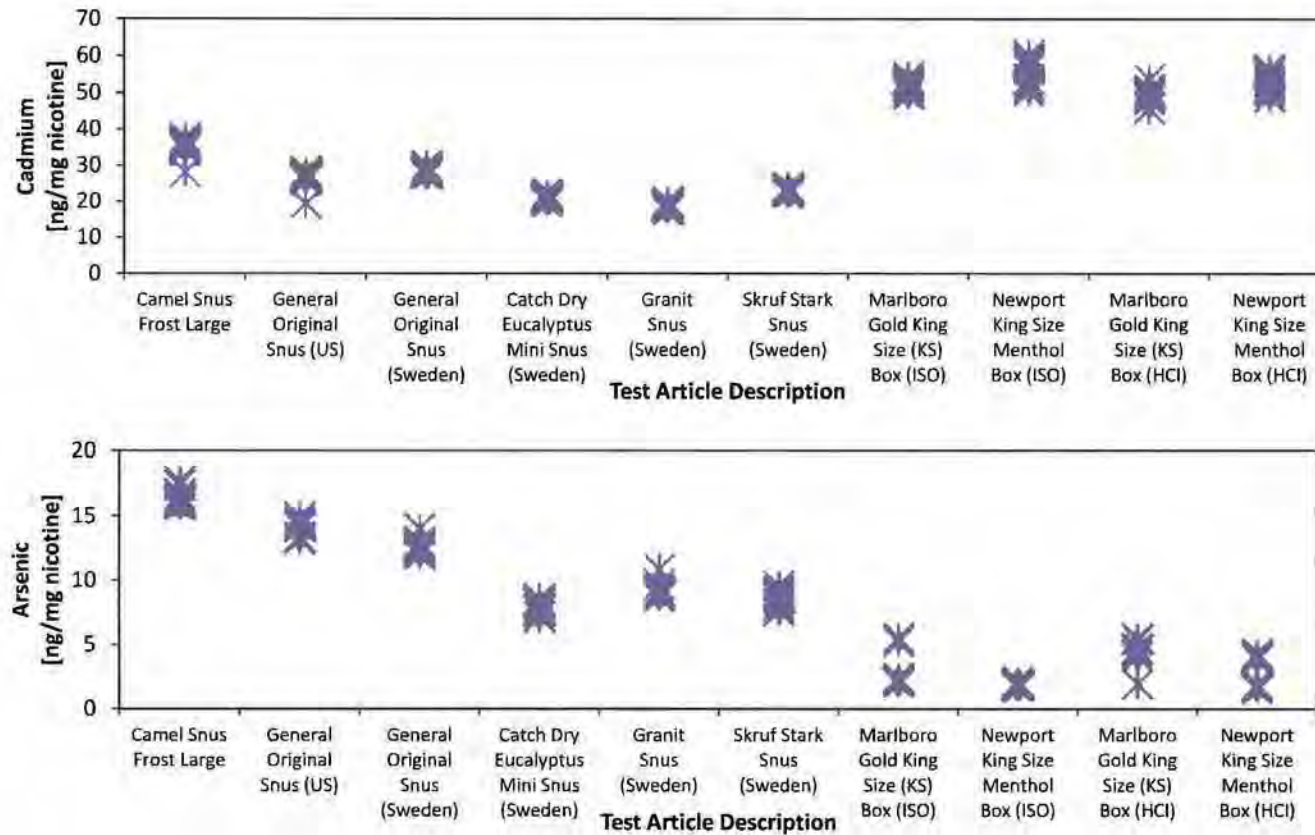 70
60
50
40
30
20
10
0
Cadmium
[ng/mg nicotine]
Camel Snus
Frost Large
General
Original
Snus (US)
General
Original
Snus
(Sweden)
Catch Dry
Eucalyptus
Mini Snus
(Sweden)
Granit
Snus
(Sweden)
Skruf Stark
Snus
(Sweden)
Marlboro
Gold King
Size (KS)
Box (ISO)
Newport
King Size
Menthol
Box (ISO)
Marlboro
Gold King
Size (KS)
Box (HCI)
Newport
King Size
Menthol
Box (HCI)
Test Article Description
20
15
10
5
0
Arsenic
[ng/mg nicotine]
Camel Snus
Frost Large
General
Original
Snus (US)
General
Original
Snus
(Sweden)
Catch Dry
Eucalyptus
Mini Snus
(Sweden)
Granit
Snus
(Sweden)
Skruf Stark
Snus
(Sweden)
Marlboro
Gold King
Size (KS)
Box (ISO)
Newport
King Size
Menthol
Box (ISO)
Marlboro
Gold King
Size (KS)
Box (HCI)
Newport
King Size
Menthol
Box (HCI)
Test Article Description